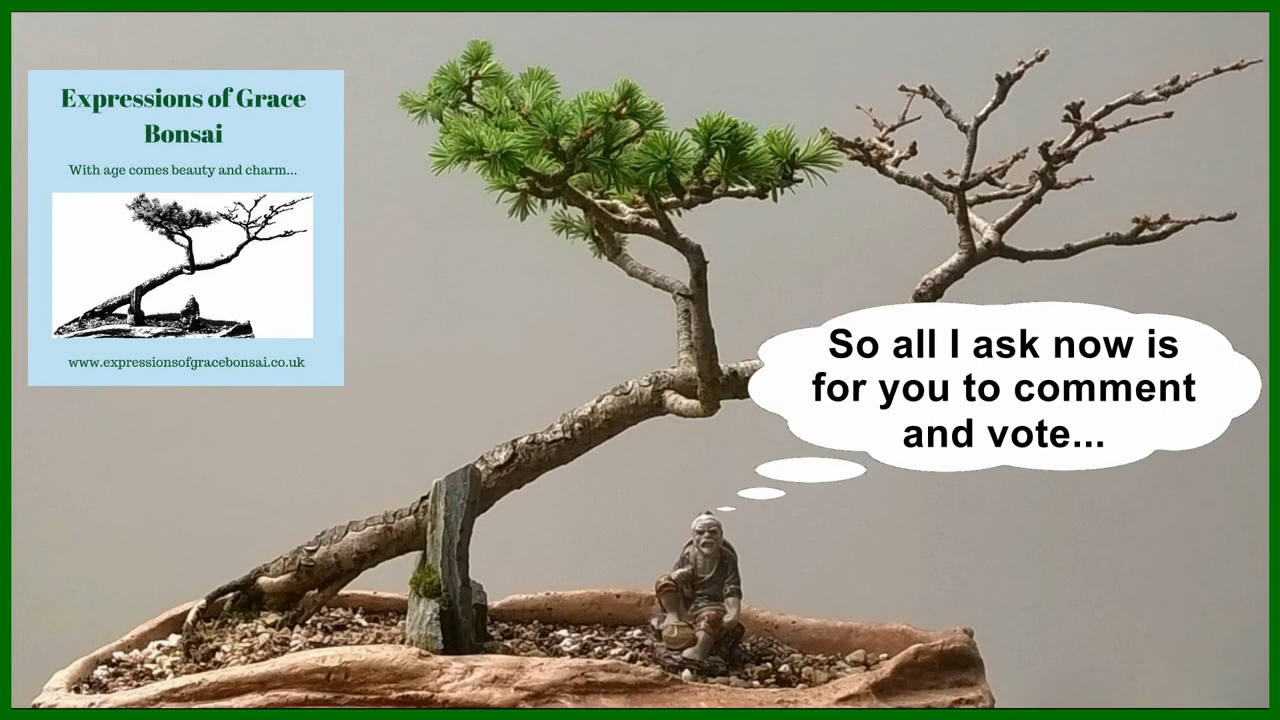 Expressions of Grace
Bonsai
With age comes beauty and charm...
www.expressionsofgracebonsai.co.uk
So all I ask now is
for you to comment
and vote...